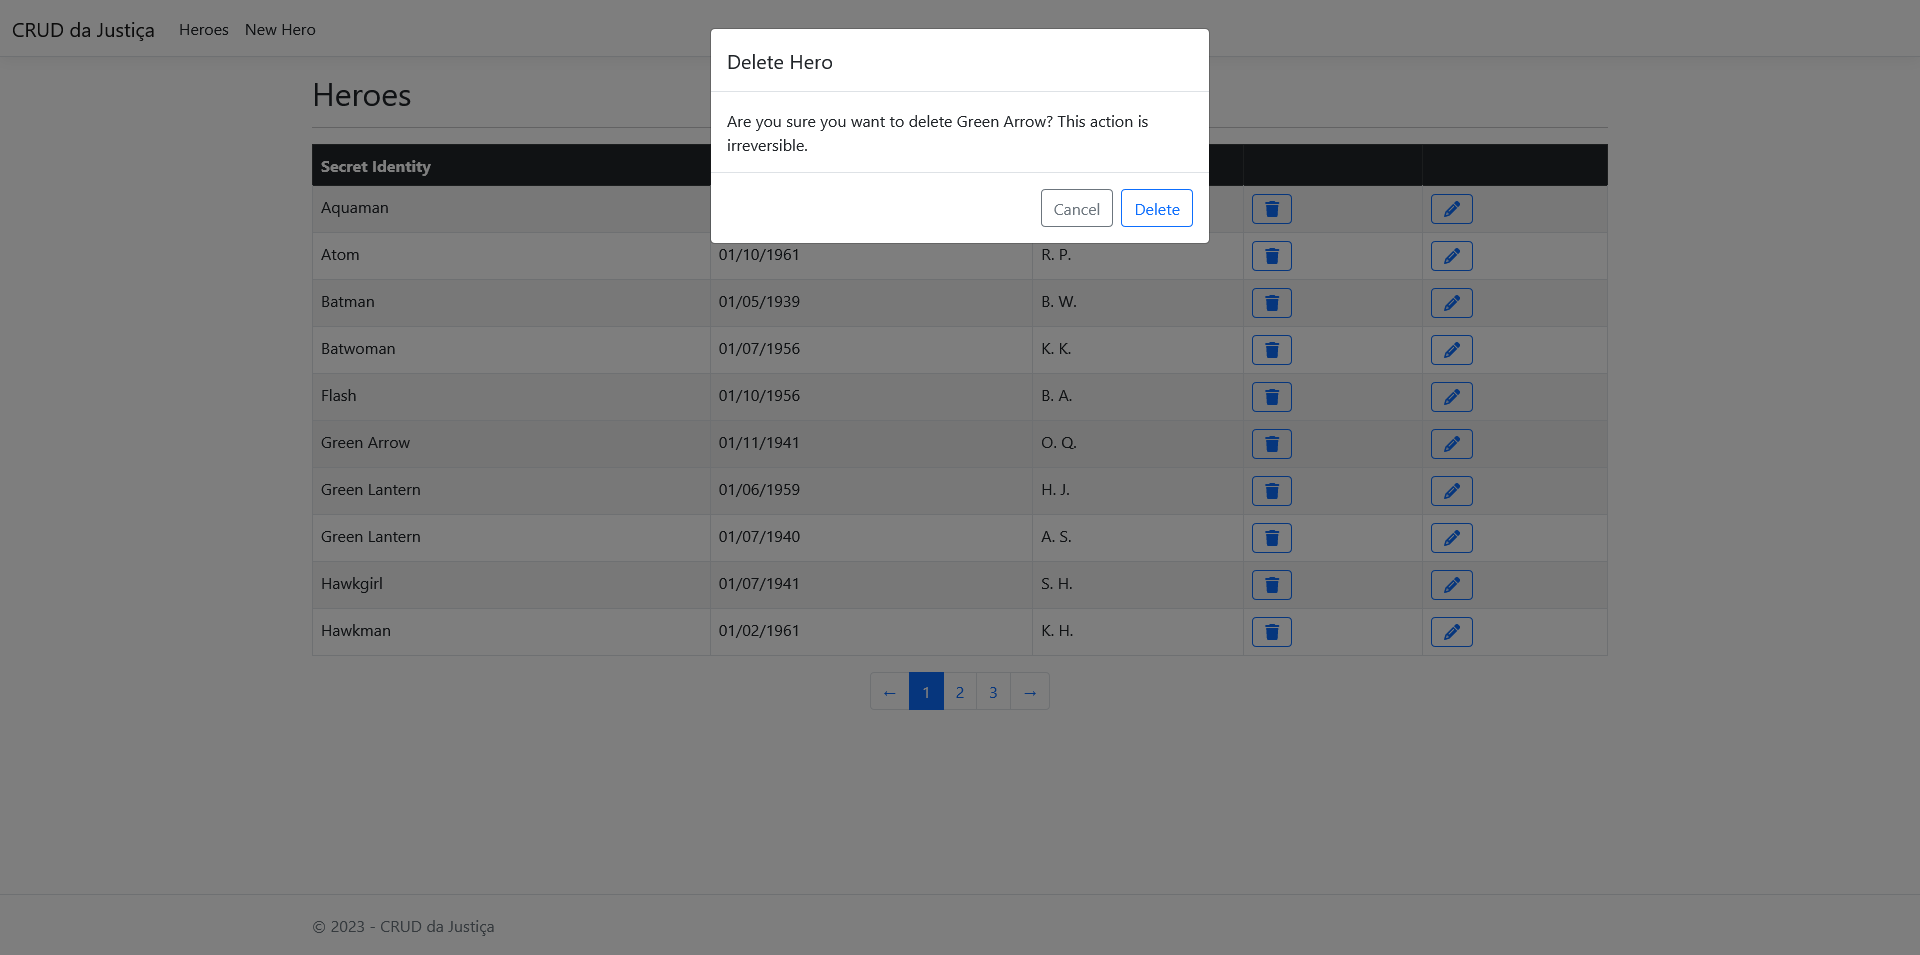 CRUD da Justiça Heroes New Hero
Delete Hero
Are you sure you want to delete Green Arrow? This action is
irreversible.
Cancel Delete
Heroes
Secret Identity
Aquaman
Atom 01/10/1961 R. P.
Batman 01/05/1939 B. W.
Batwoman 01/07/1956 K. K.
Flash 01/10/1956 B. A.
Green Arrow 01/11/1941 O. Q.
Green Lantern 01/06/1959 H. J.
Green Lantern 01/07/1940 A. S.
Hawkgirl 01/07/1941 S. H.
Hawkman 01/02/1961 K. H.
← 1 2 3 →
© 2023 - CRUD da Justiça